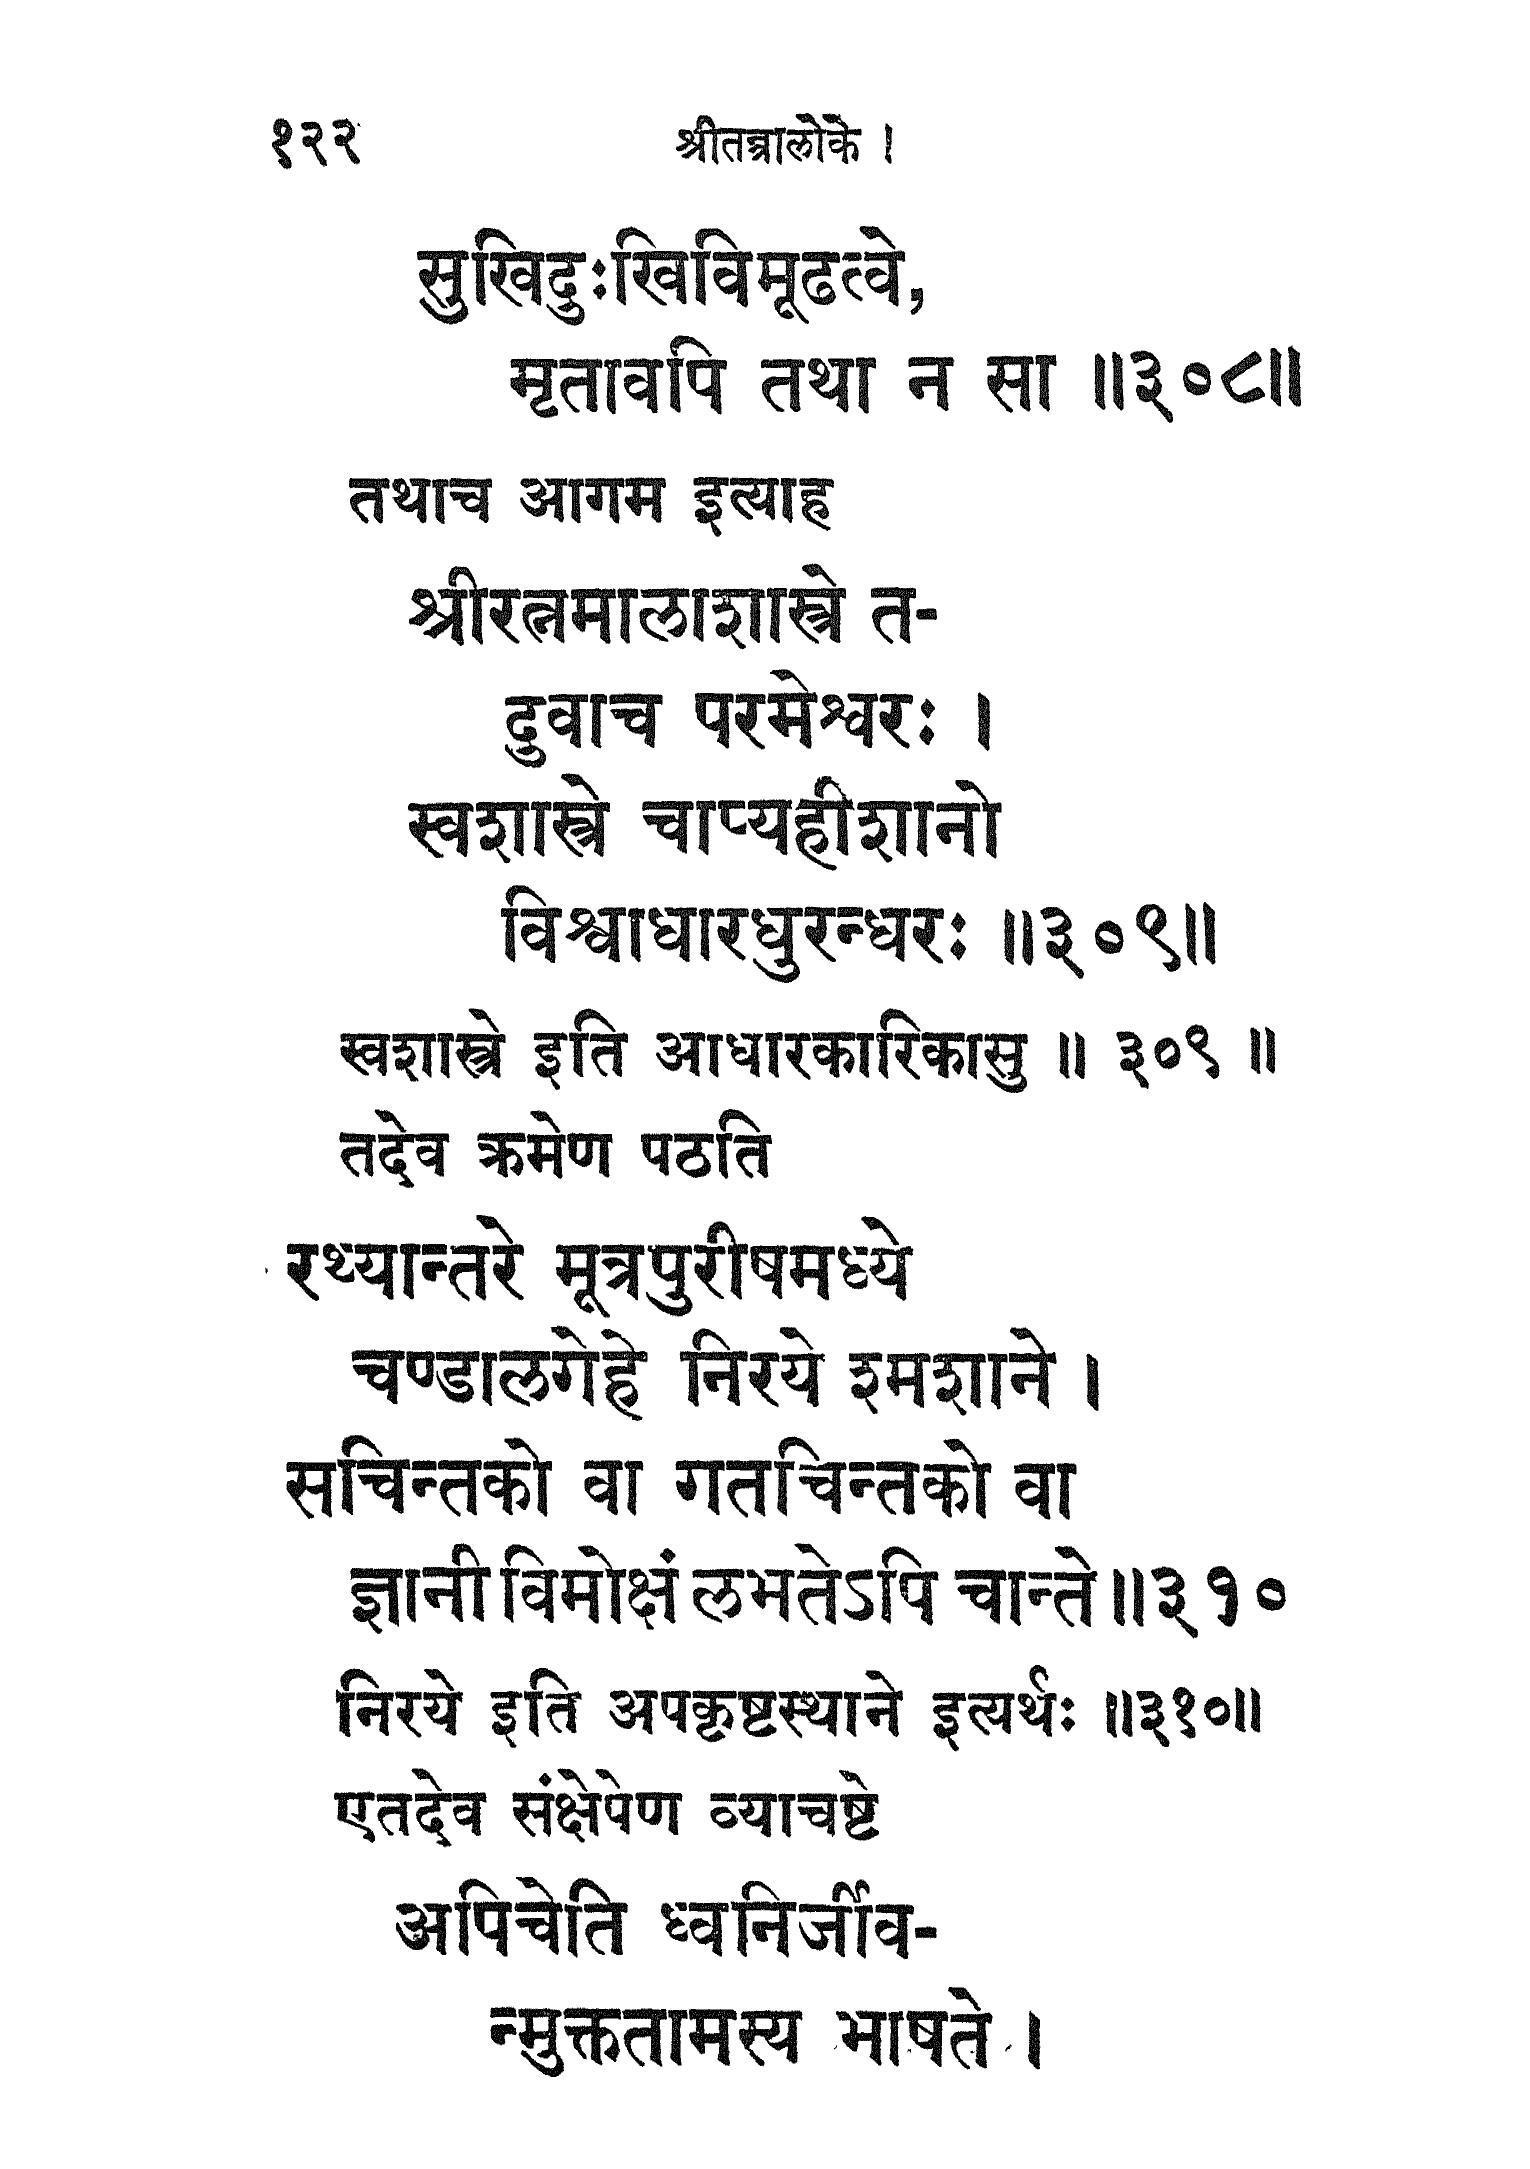 १२२ श्रीतन्त्रालोके ।
सुखिदुःखिविमूढत्वे,
मृतावपि तथा न सा ॥३०८॥
तथाच आगम इत्याह
श्रीरत्नमालाशास्त्रे त-
दुवाच परमेश्वरः ।
स्वशास्त्रे चाप्यहीशानो
विश्वाधारधुरन्धरः ॥३०९॥
स्वशास्त्रे इति आधारकारिकासु ॥ ३०९ ॥
तदेव क्रमेण पठति
रथ्यान्तरे मूत्रपुरीषमध्ये
चण्डालगेहे निरये श्मशाने ।
सचिन्तको वा गतचिन्तको वा
ज्ञानी विमोक्षं लभतेऽपि चान्ते॥३१०
निरये इति अपकृष्टस्थाने इत्यर्थः ॥३१०॥
एतदेव संक्षेपेण व्याचष्टे
अपिचेति ध्वनिर्जीव-
न्मुक्ततामस्य भाषते ।